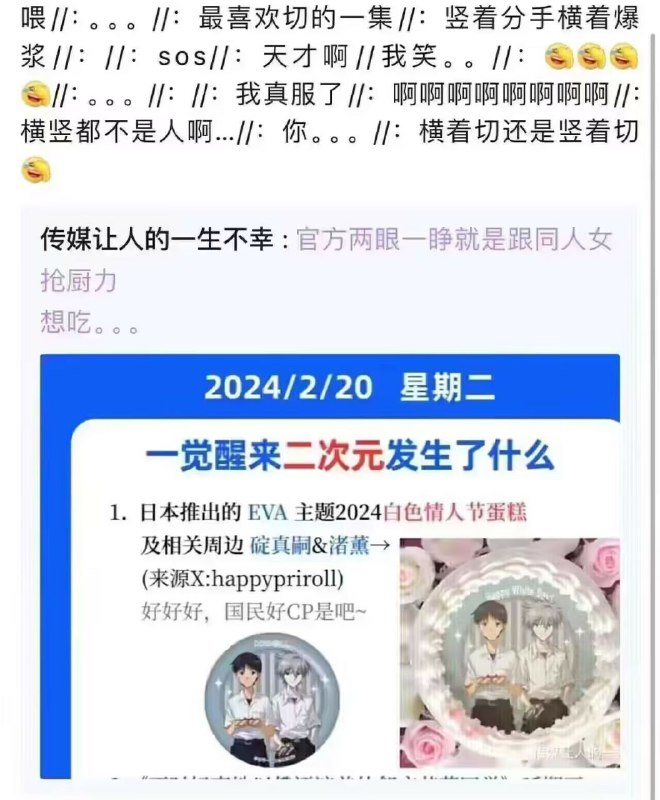 喂//:。。。//: 最喜欢切的一集//: 竖着分手横着爆
浆//: //: sos//: 天才啊//我笑。。//:
//:。。。//: //: 我真服了//: 啊啊啊啊啊啊啊啊//:
横竖都不是人啊...//: 你。。。//: 横着切还是竖着切
传媒让人的一生不幸:官方两眼一睁就是跟同人女
抢厨力
想吃。。。
2024/2/20 星期二
一觉醒来二次元发生了什么
1. 日本推出的 EVA 主题2024白色情人节蛋糕
及相关周边 碇真嗣&渚薰→
(来源X:happypriroll)
好好好，国民好CP是吧~
Happy White Day!